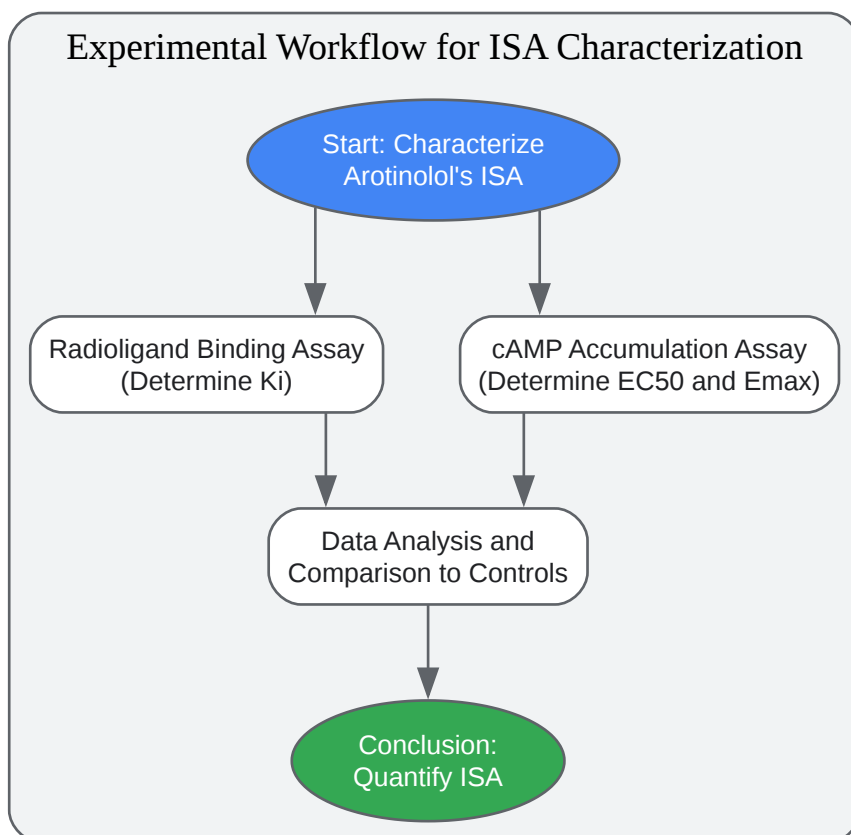 Experimental Workflow for ISA Characterization
Start: Characterize
Arotinolol's ISA
Radioligand Binding Assay
(Determine Ki)
cAMP Accumulation Assay
(Determine EC50 and Emax)
Data Analysis and
Comparison to Controls
Conclusion:
Quantify ISA